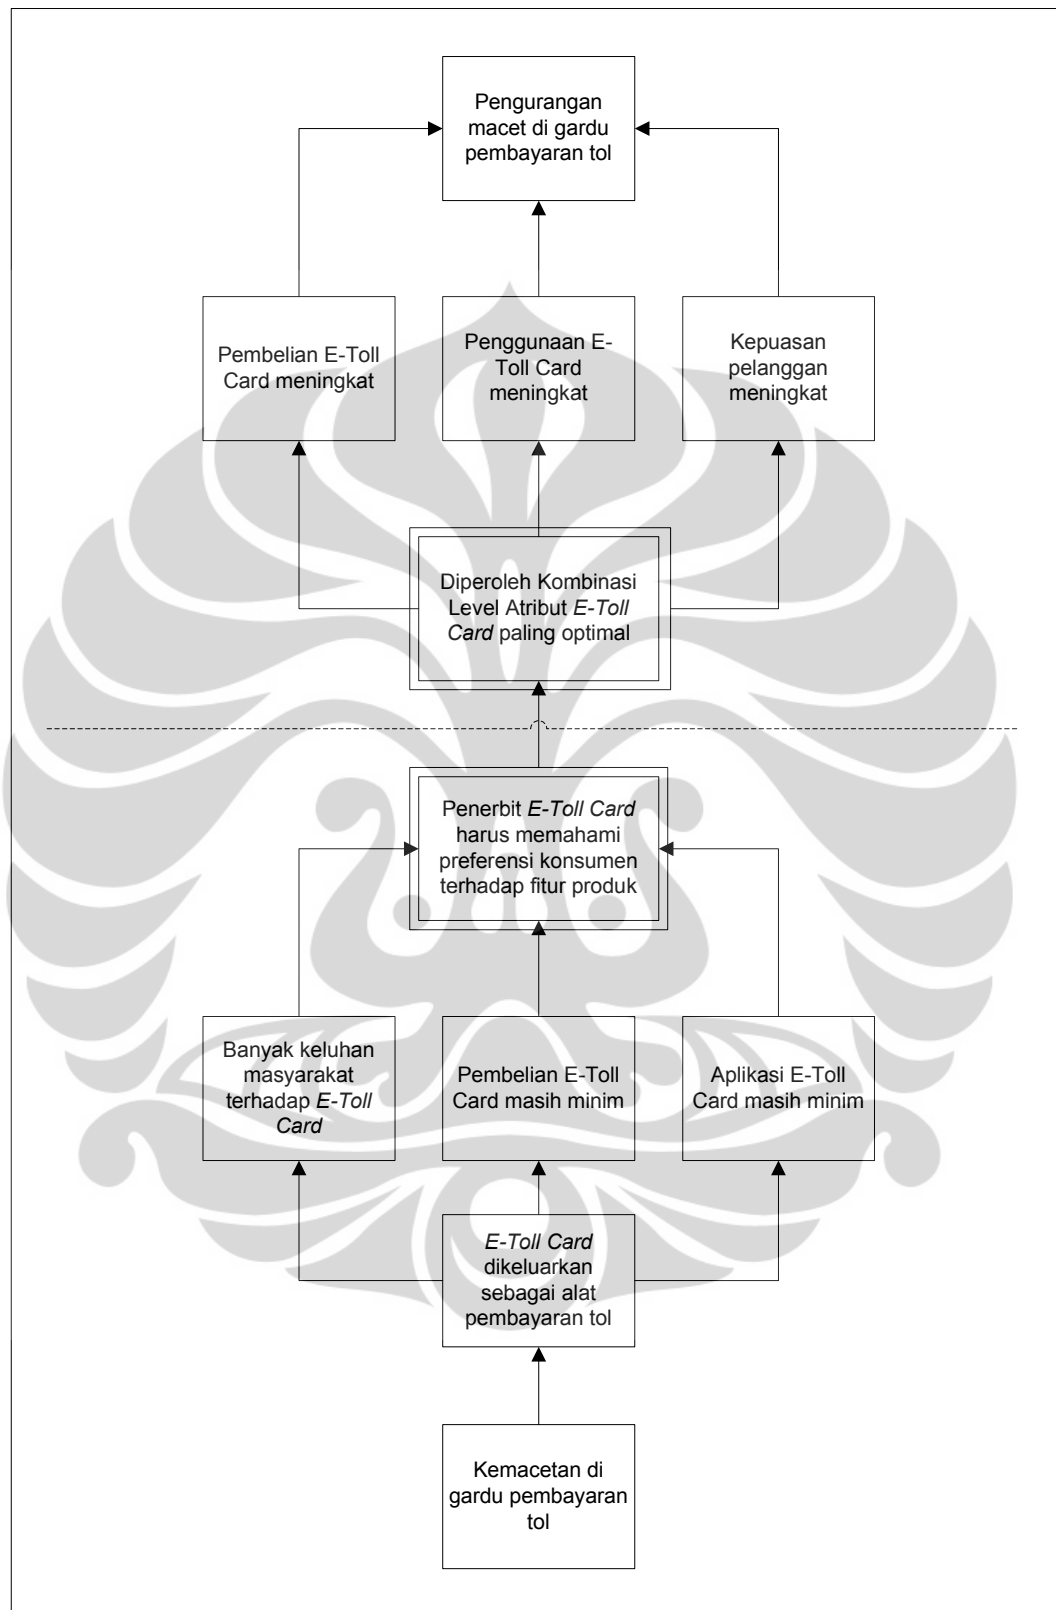 Pengurangan
macet di gardu
pembayaran tol
Pembelian E-Toll
Card meningkat
Penggunaan E-
Toll Card
meningkat
Kepuasan
pelanggan
meningkat
Diperoleh Kombinasi
Level Atribut E-Toll
Card paling optimal
Penerbit E-Toll Card
harus memahami
preferensi konsumen
terhadap fitur produk
Banyak keluhan
masyarakat
terhadap E-Toll
Card
Pembelian E-Toll
Card masih minim
Aplikasi E-Toll
Card masih minim
E-Toll Card
dikeluarkan
sebagai alat
pembayaran tol
Kemacetan di
gardu pembayaran
tol